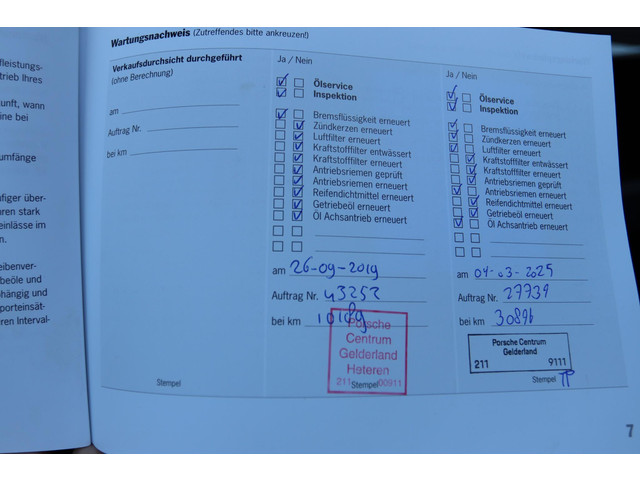 fleistungs-
trieb Ihres
unft, wann
ine bei
umfänge
ufiger über-
hren stark
einlässe im
n.
eibenver-
beöle und
bhängig und
porteinsät-
ren Interval-
Wartungsnachweis (Zutreffendes bitte ankreuzen!)
Verkaufsdurchsicht durchgeführt
(ohne Berechnung)
am
Auftrag Nr.
bei km
Stempel
Ja / Nein
Ölservice
Inspektion
Bremsflüssigkeit erneuert
Zündkerzen erneuert
Luftfilter erneuert
Kraftstofffilter entwässert
Kraftstofffilter erneuert
Antriebsriemen geprüft
Antriebsriemen erneuert
Reifendichtmittel erneuert
Getriebeöl erneuert
Öl Achsantrieb erneuert
am 26-09-2019
Auftrag Nr. 43252
bei km
Porsche
Centrum
Gelderland
Heteren
211 Stempel 00911
Ja / Nein
Ölservice
Inspektion
Bremsflüssigkeit erneuert
Zündkerzen erneuert
Luftfilter erneuert
Kraftstofffilter entwässert
Kraftstofffilter erneuert
Antriebsriemen geprüft
Antriebsriemen erneuert
Reifendichtmittel erneuert
Getriebeöl erneuert
Öl Achsantrieb erneuert
am 04-03-2025
Auftrag Nr. 27739
bei km 30896
Porsche Centrum
Gelderland
211 9111
Stempel
7